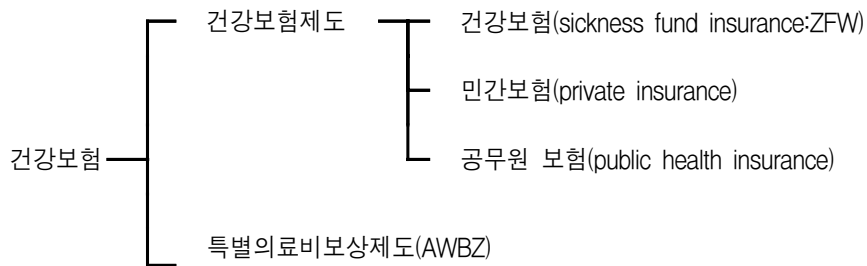 건강보험제도
건강보험(sickness fund insurance:ZFW)
민간보험(private insurance)
건강보험
공무원 보험(public health insurance)
특별의료비보상제도(AWBZ)